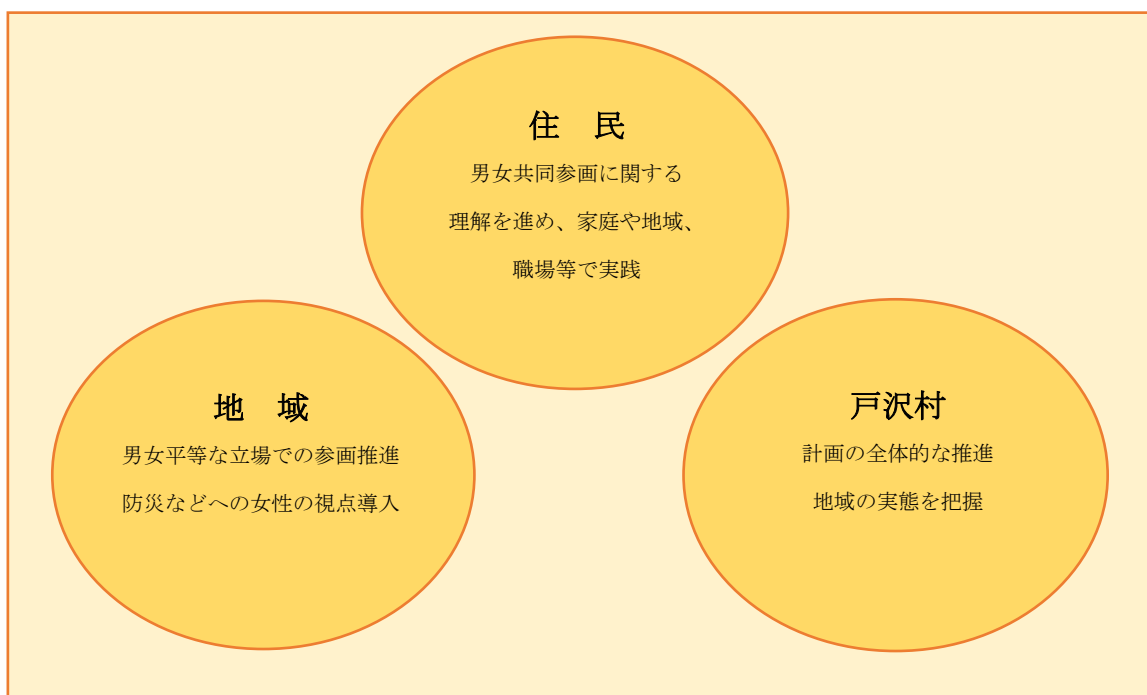 住　民
男女共同参画に関する
理解を進め、家庭や地域、
職場等で実践
地　域
男女平等な立場での参画推進
防災などへの女性の視点導入
戸沢村
計画の全体的な推進
地域の実態を把握